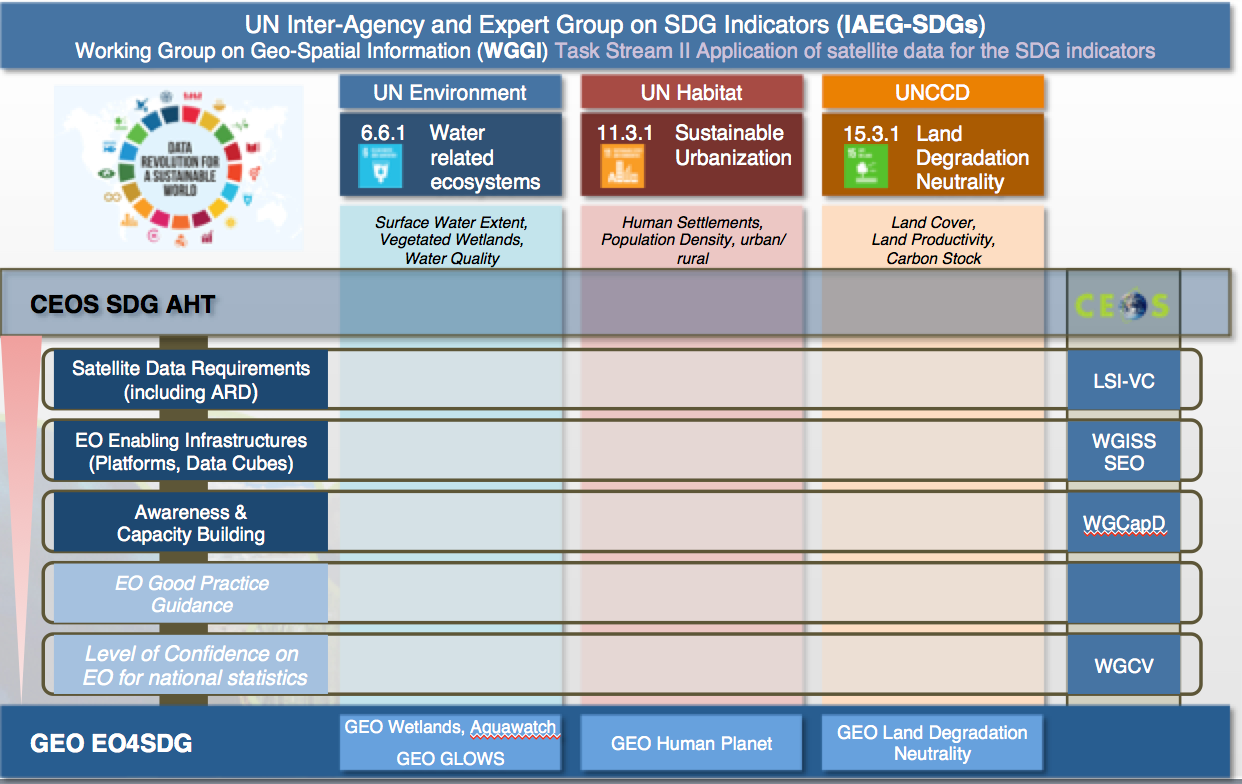 UN Inter-Agency and Expert Group on SDG Indicators (IAEG-SDGs)
Working Group on Geo-Spatial Information (WGGI) Task Stream II Application of satellite data for the SDG indicators
DATA
REVOLUTION FOR
A SUSTAINABLE
WORLD
UN Environment
6.6.1 Water
related
ecosystems
UN Habitat
11.3.1 Sustainable
Urbanization
UNCCD
15.3.1 Land
Degradation
Neutrality
Surface Water Extent,
Vegetated Wetlands,
Water Quality
Human Settlements,
Population Density, urban/
rural
Land Cover,
Land Productivity,
Carbon Stock
CEOS SDG AHT
CEOS
Satellite Data Requirements
(including ARD)
LSI-VC
EO Enabling Infrastructures
(Platforms, Data Cubes)
WGISS
SEO
Awareness &
Capacity Building
WGCapD
EO Good Practice
Guidance
Level of Confidence on
EO for national statistics
WGCV
GEO EO4SDG
GEO Wetlands, Aquawatch
GEO GLOWS
GEO Human Planet
GEO Land Degradation
Neutrality